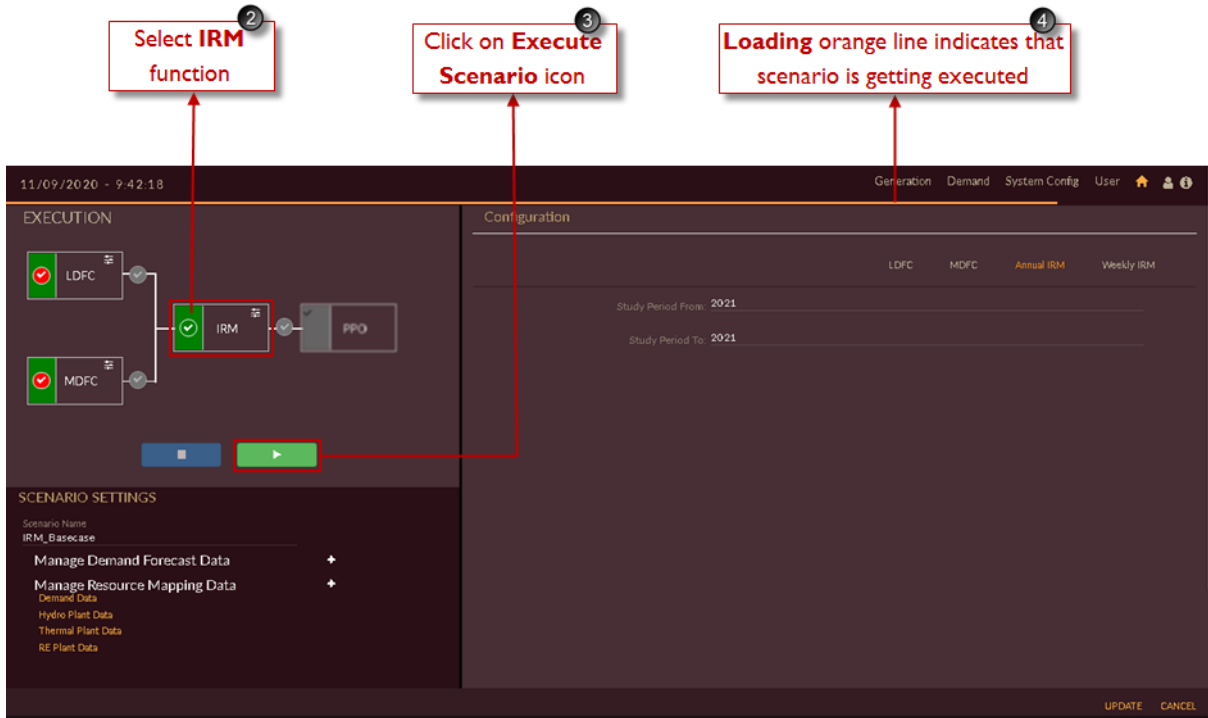 2
Select IRM
function
3
Click on Execute
Scenario icon
4
Loading orange line indicates that
scenario is getting executed
11/09/2020 - 9:42:18
Generation Demand System Config User
EXECUTION
LDFC
IRM
PPO
MDFC
SCENARIO SETTINGS
Scenario Name
IRM_Basecase
Manage Demand Forecast Data +
Manage Resource Mapping Data +
Demand Data
Hydro Plant Data
Thermal Plant Data
RE Plant Data
Configuration
LDFC MDFC Annual IRM Weekly IRM
Study Period From: 2021
Study Period To: 2021
UPDATE CANCEL